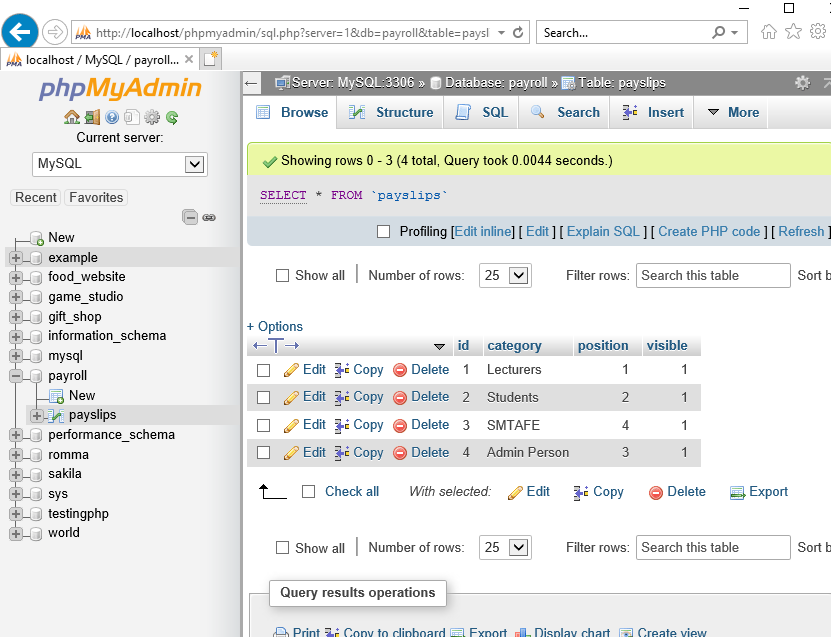 http://localhost/phpmyadmin/sql.php?server=1&db=payroll&table=paysl
Search...
localhost / MySQL / payroll...
phpMyAdmin
Current server:
MySQL
Recent Favorites
New
example
food_website
game_studio
gift_shop
information_schema
mysql
payroll
New
payslips
performance_schema
romma
sakila
sys
testingphp
world
Server: MySQL:3306 » Database: payroll » Table: payslips
Browse Structure SQL Search Insert More
Showing rows 0 - 3 (4 total, Query took 0.0044 seconds.)
SELECT * FROM `payslips`
Profiling [Edit inline] [ Edit ] [ Explain SQL ] [ Create PHP code ] [ Refresh ]
Show all Number of rows: 25 Filter rows: Search this table Sort b
+ Options
id category position visible
Edit Copy Delete 1 Lecturers 1 1
Edit Copy Delete 2 Students 2 1
Edit Copy Delete 3 SMTAFE 4 1
Edit Copy Delete 4 Admin Person 3 1
Check all With selected: Edit Copy Delete Export
Show all Number of rows: 25 Filter rows: Search this table Sort b
Query results operations
Print Copy to clipboard Export Display chart Create view